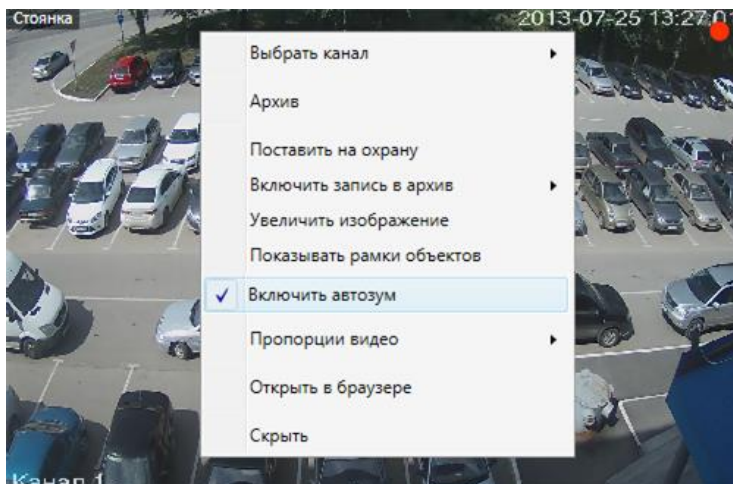 Стоянка
2013-07-25 13:27:01
Выбрать канал
Архив
Поставить на охрану
Включить запись в архив
Увеличить изображение
Показывать рамки объектов
Включить автозум
Пропорции видео
Открыть в браузере
Скрыть
Канал 1